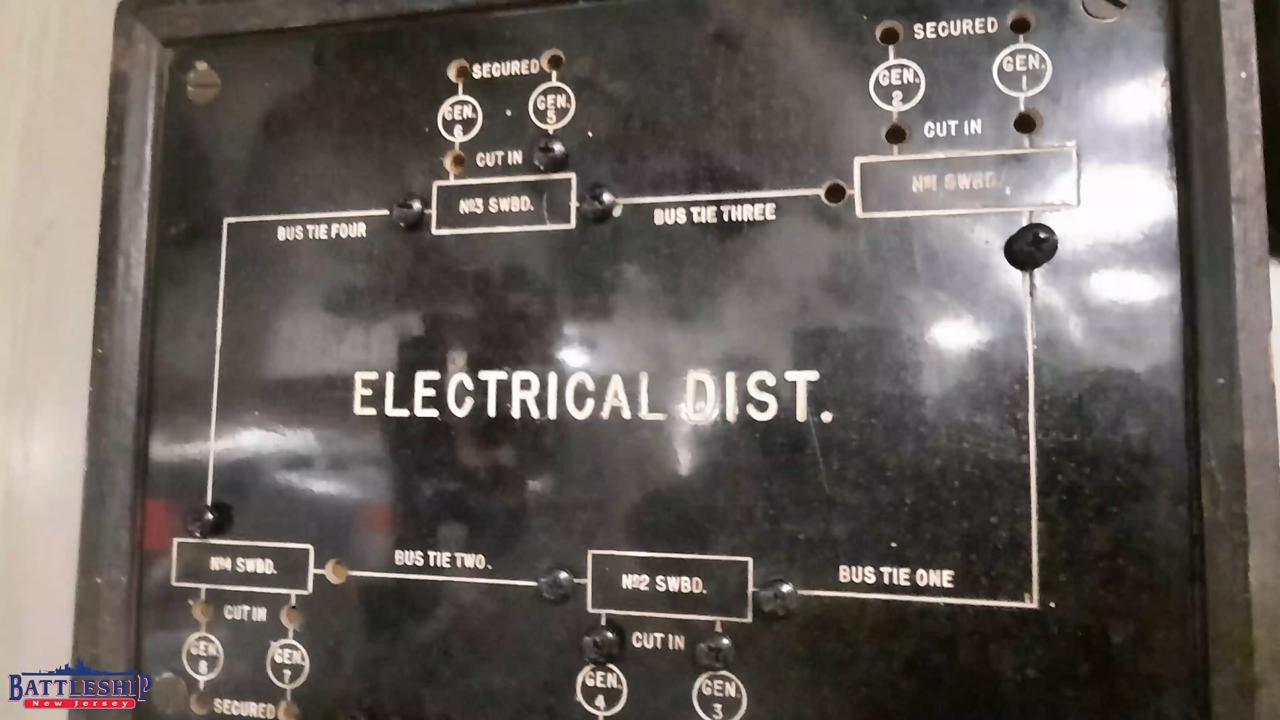 SECURED
GEN.
2
GEN.
1
CUT IN
Nº1 SWBD.
SECURED
GEN.
6
GEN.
5
CUT IN
Nº3 SWBD.
BUS TIE FOUR
BUS TIE THREE
ELECTRICAL DIST.
Nº4 SWBD.
BUS TIE TWO.
Nº2 SWBD.
BUS TIE ONE
CUT IN
GEN.
8
GEN.
7
SECURED
CUT IN
GEN.
4
GEN.
3
BATTLESHIP
New Jersey